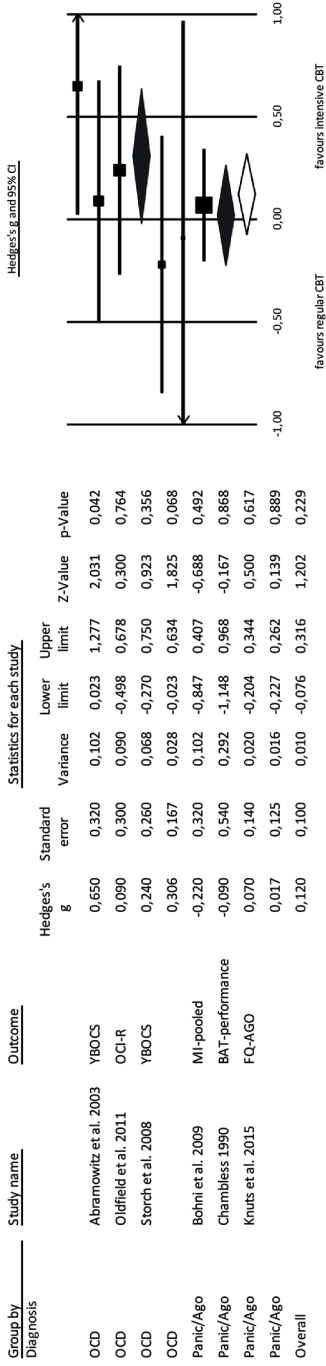 Group by Diagnosis Study name Outcome Statistics for each study Hedges's g and 95% CI
Hedges's g Standard error Variance Lower limit Upper limit Z-Value p-Value
OCD Abramowitz et al. 2003 YBOCS 0,650 0,320 0,102 0,023 1,277 2,031 0,042
OCD Oldfield et al. 2011 OCI-R 0,090 0,300 0,090 -0,498 0,678 0,300 0,764
OCD Storch et al. 2008 YBOCS 0,240 0,260 0,068 -0,270 0,750 0,923 0,356
OCD 0,306 0,167 0,028 -0,023 0,634 1,825 0,068
Panic/Ago Bohni et al. 2009 MI-pooled -0,220 0,320 0,102 -0,847 0,407 -0,688 0,492
Panic/Ago Chambless 1990 BAT-performance -0,090 0,540 0,292 -1,148 0,968 -0,167 0,868
Panic/Ago Knuts et al. 2015 FQ-AGO 0,070 0,140 0,020 -0,204 0,344 0,500 0,617
Panic/Ago 0,017 0,125 0,016 -0,227 0,262 0,139 0,889
Overall 0,120 0,100 0,010 -0,076 0,316 1,202 0,229
-1,00 -0,50 0,00 0,50 1,00
favours regular CBT favours intensive CBT